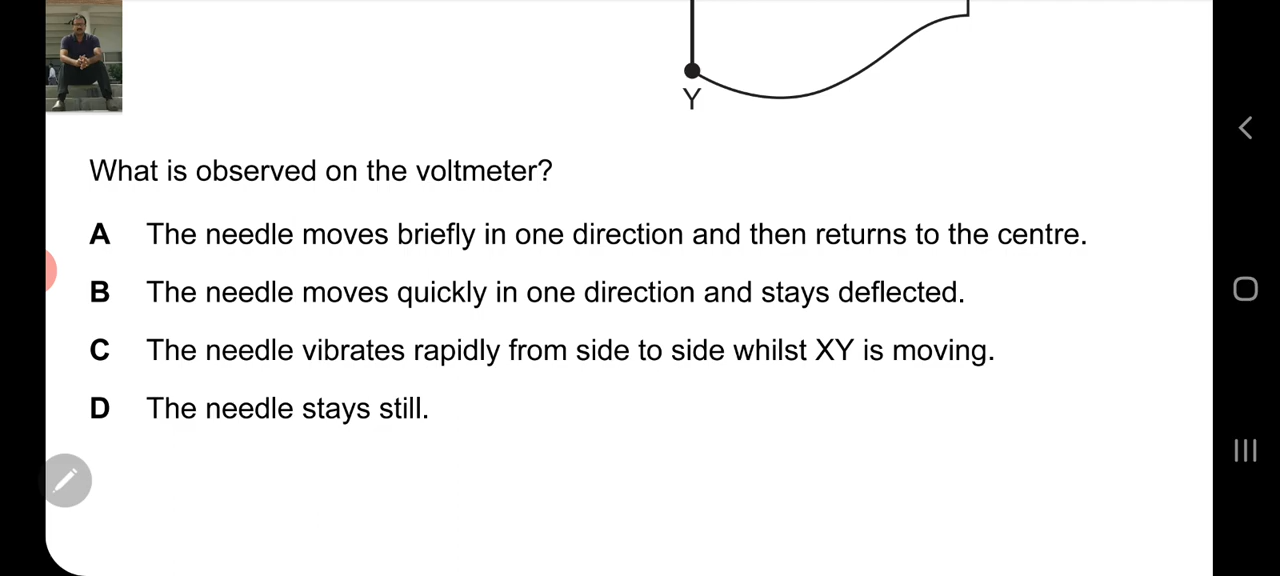 Y
What is observed on the voltmeter?
A The needle moves briefly in one direction and then returns to the centre.
B The needle moves quickly in one direction and stays deflected.
C The needle vibrates rapidly from side to side whilst XY is moving.
D The needle stays still.